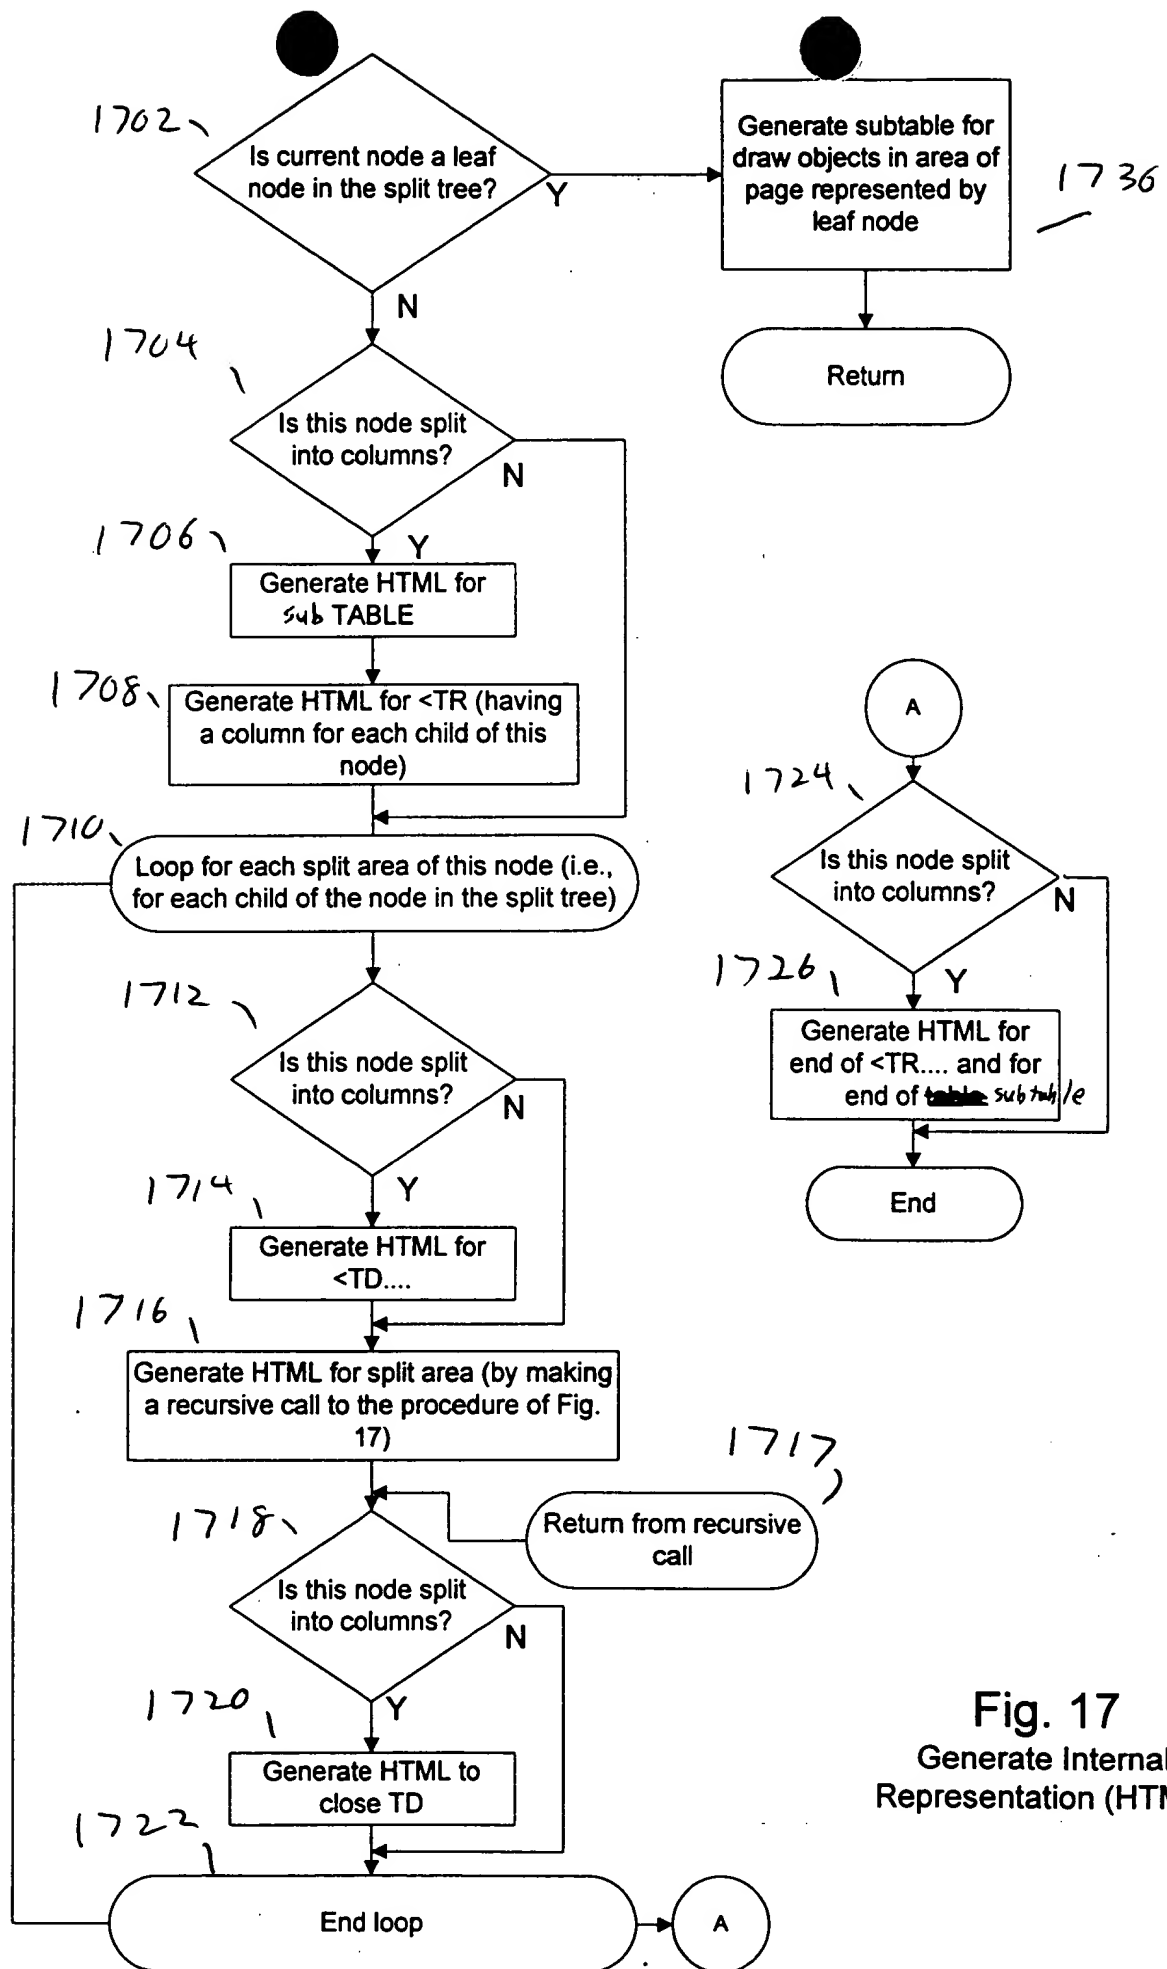 1702
Is current node a leaf
node in the split tree?
Y
N
Generate subtable for
draw objects in area of
page represented by
leaf node
1736
Return
1704
Is this node split
into columns?
N
Y
1706
Generate HTML for
sub TABLE
1708
Generate HTML for <TR (having
a column for each child of this
node)
1710
Loop for each split area of this node (i.e.,
for each child of the node in the split tree)
1712
Is this node split
into columns?
N
Y
1714
Generate HTML for
<TD....
1716
Generate HTML for split area (by making
a recursive call to the procedure of Fig.
17)
1717
Return from recursive
call
1718
Is this node split
into columns?
N
Y
1720
Generate HTML to
close TD
1722
End loop
A
A
1724
Is this node split
into columns?
N
Y
1726
Generate HTML for
end of <TR.... and for
end of table subtable
End
Fig. 17
Generate Internal
Representation (HTM